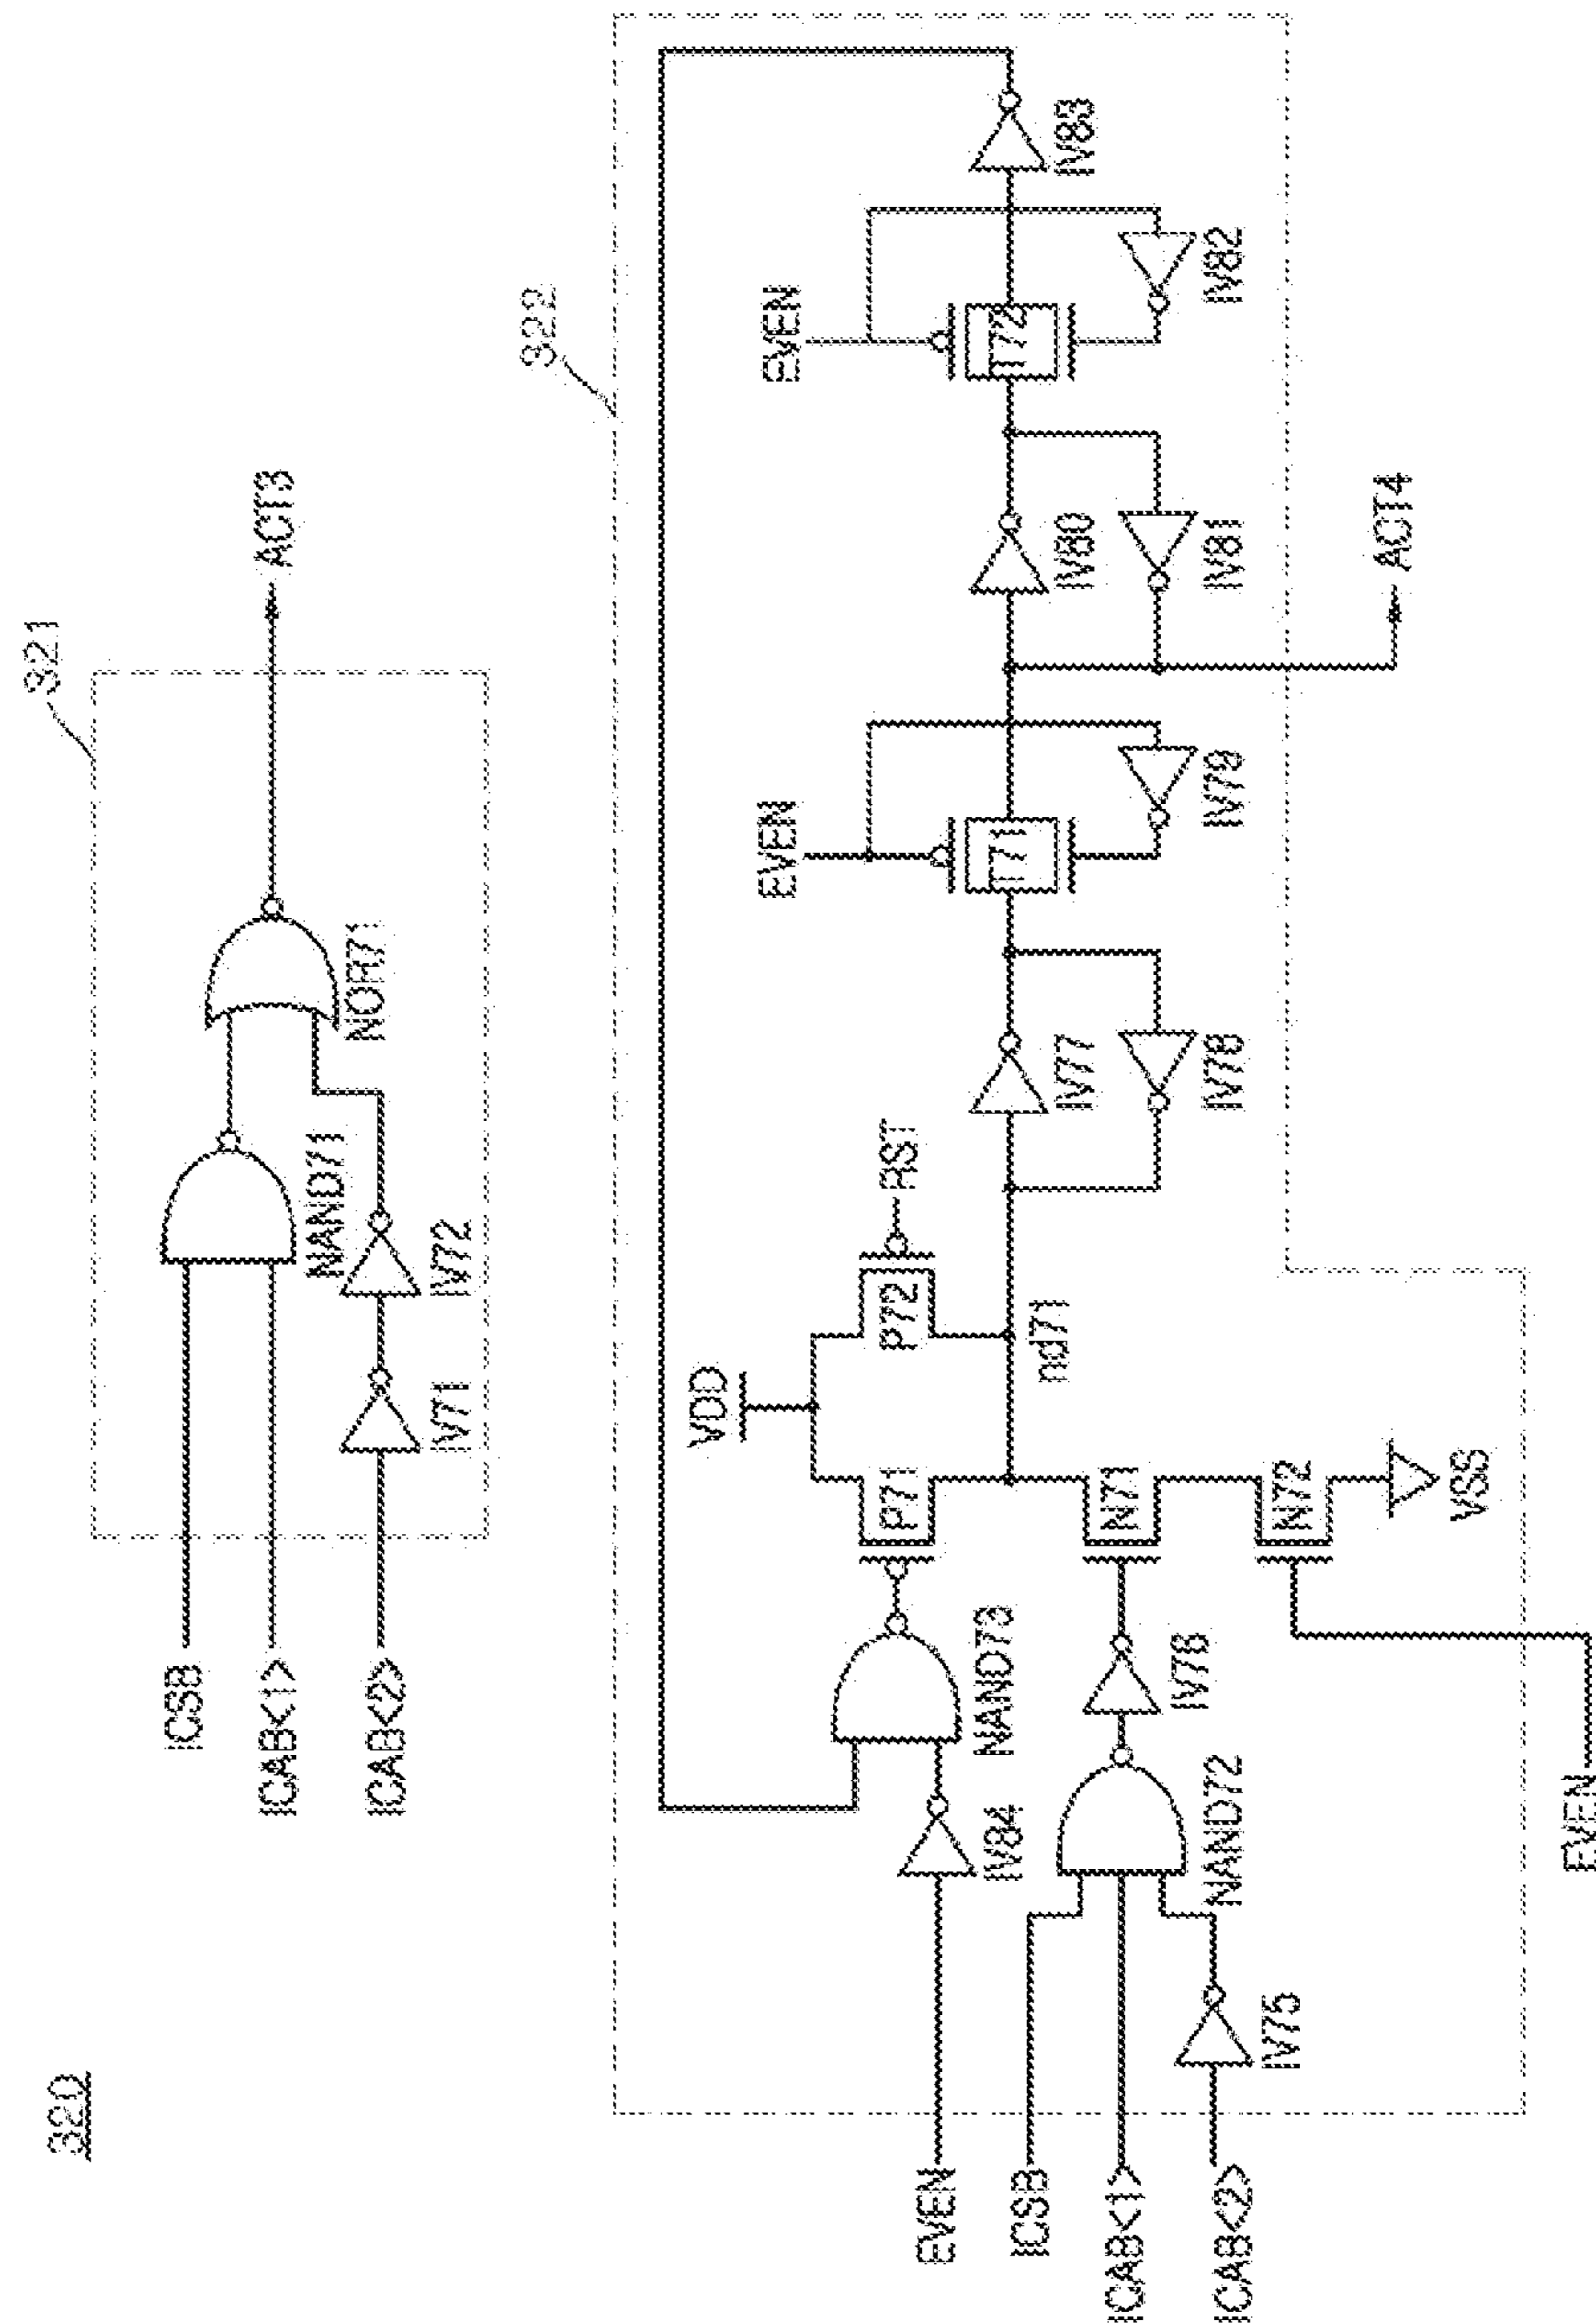 320
321
ICSB
ICAB<1>
ICAB<2>
NAND71
IV71
IV72
NOR71
ACT3
322
EVEN
ICSB
ICAB<1>
ICAB<2>
IV84
IV75
NAND73
NAND72
IV76
EVEN
VDD
P71
P72
RST
N71
N72
VSS
nd71
IV77
IV78
EVEN
T71
IV79
IV80
IV81
ACT4
EVEN
T72
IV82
IV83